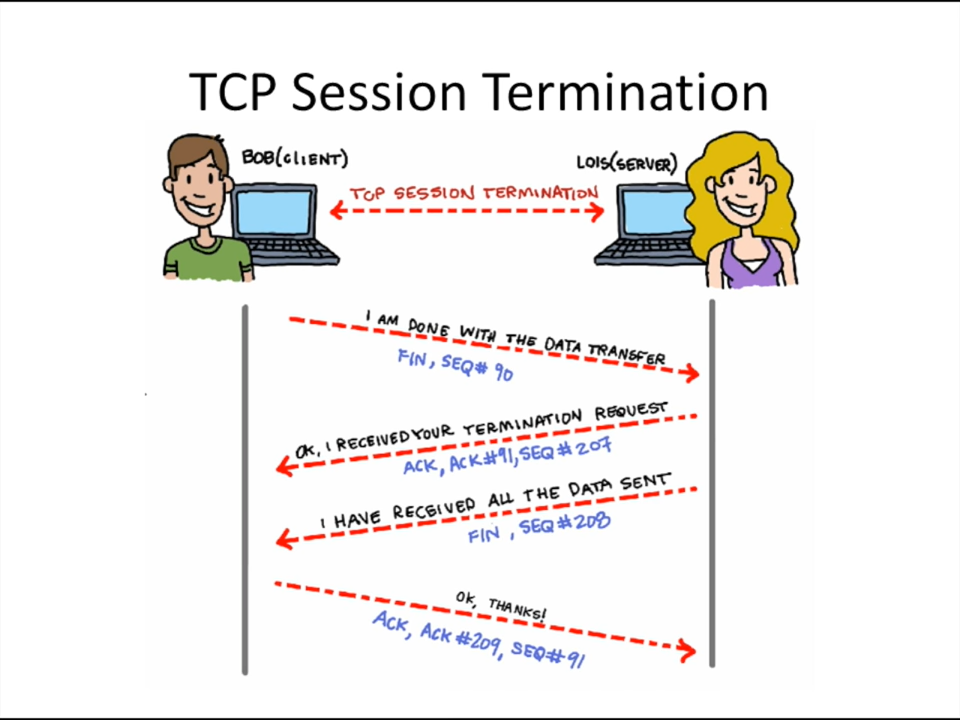 TCP Session Termination
BOB(CLIENT)
LOIS(SERVER)
TCP SESSION TERMINATION
I AM DONE WITH THE DATA TRANSFER
FIN, SEQ# 90
OK, I RECEIVED YOUR TERMINATION REQUEST
ACK, ACK#91, SEQ#207
I HAVE RECEIVED ALL THE DATA SENT
FIN, SEQ#208
OK, THANKS!
ACK, ACK #209, SEQ#91